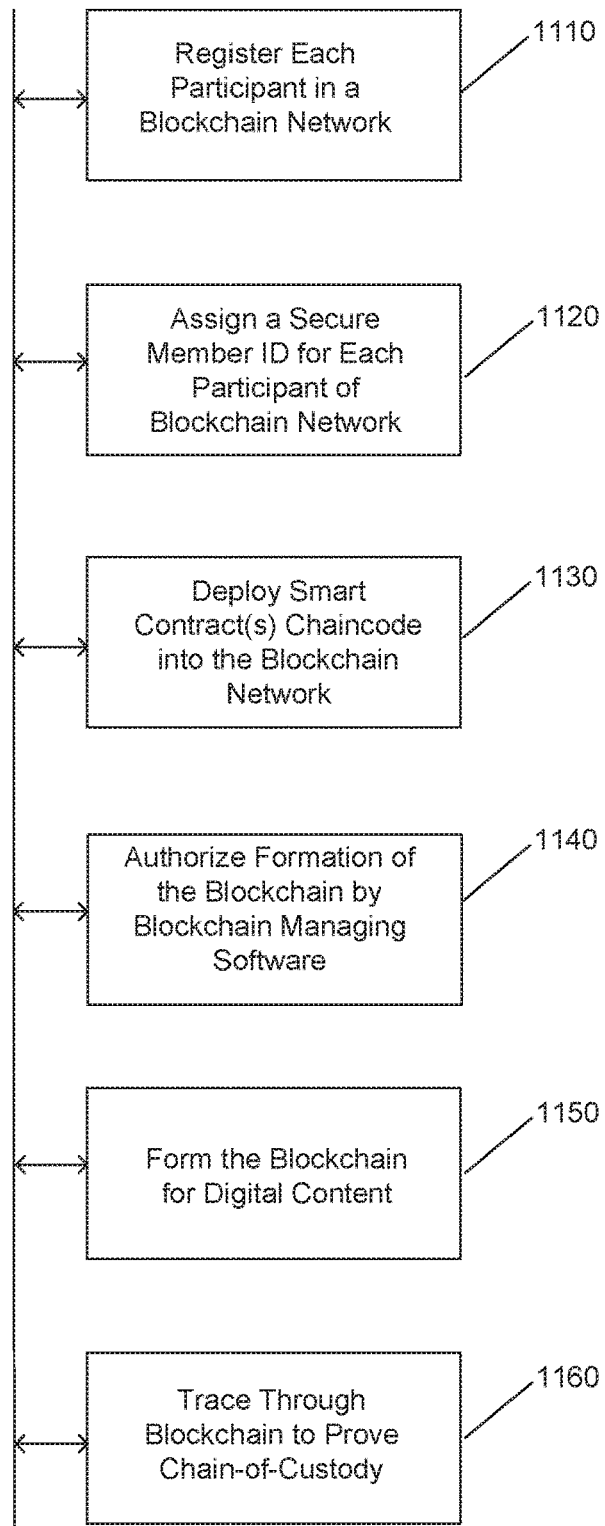 1110
Register Each
Participant in a
Blockchain Network
1120
Assign a Secure
Member ID for Each
Participant of
Blockchain Network
1130
Deploy Smart
Contract(s) Chaincode
into the Blockchain
Network
1140
Authorize Formation of
the Blockchain by
Blockchain Managing
Software
1150
Form the Blockchain
for Digital Content
1160
Trace Through
Blockchain to Prove
Chain-of-Custody